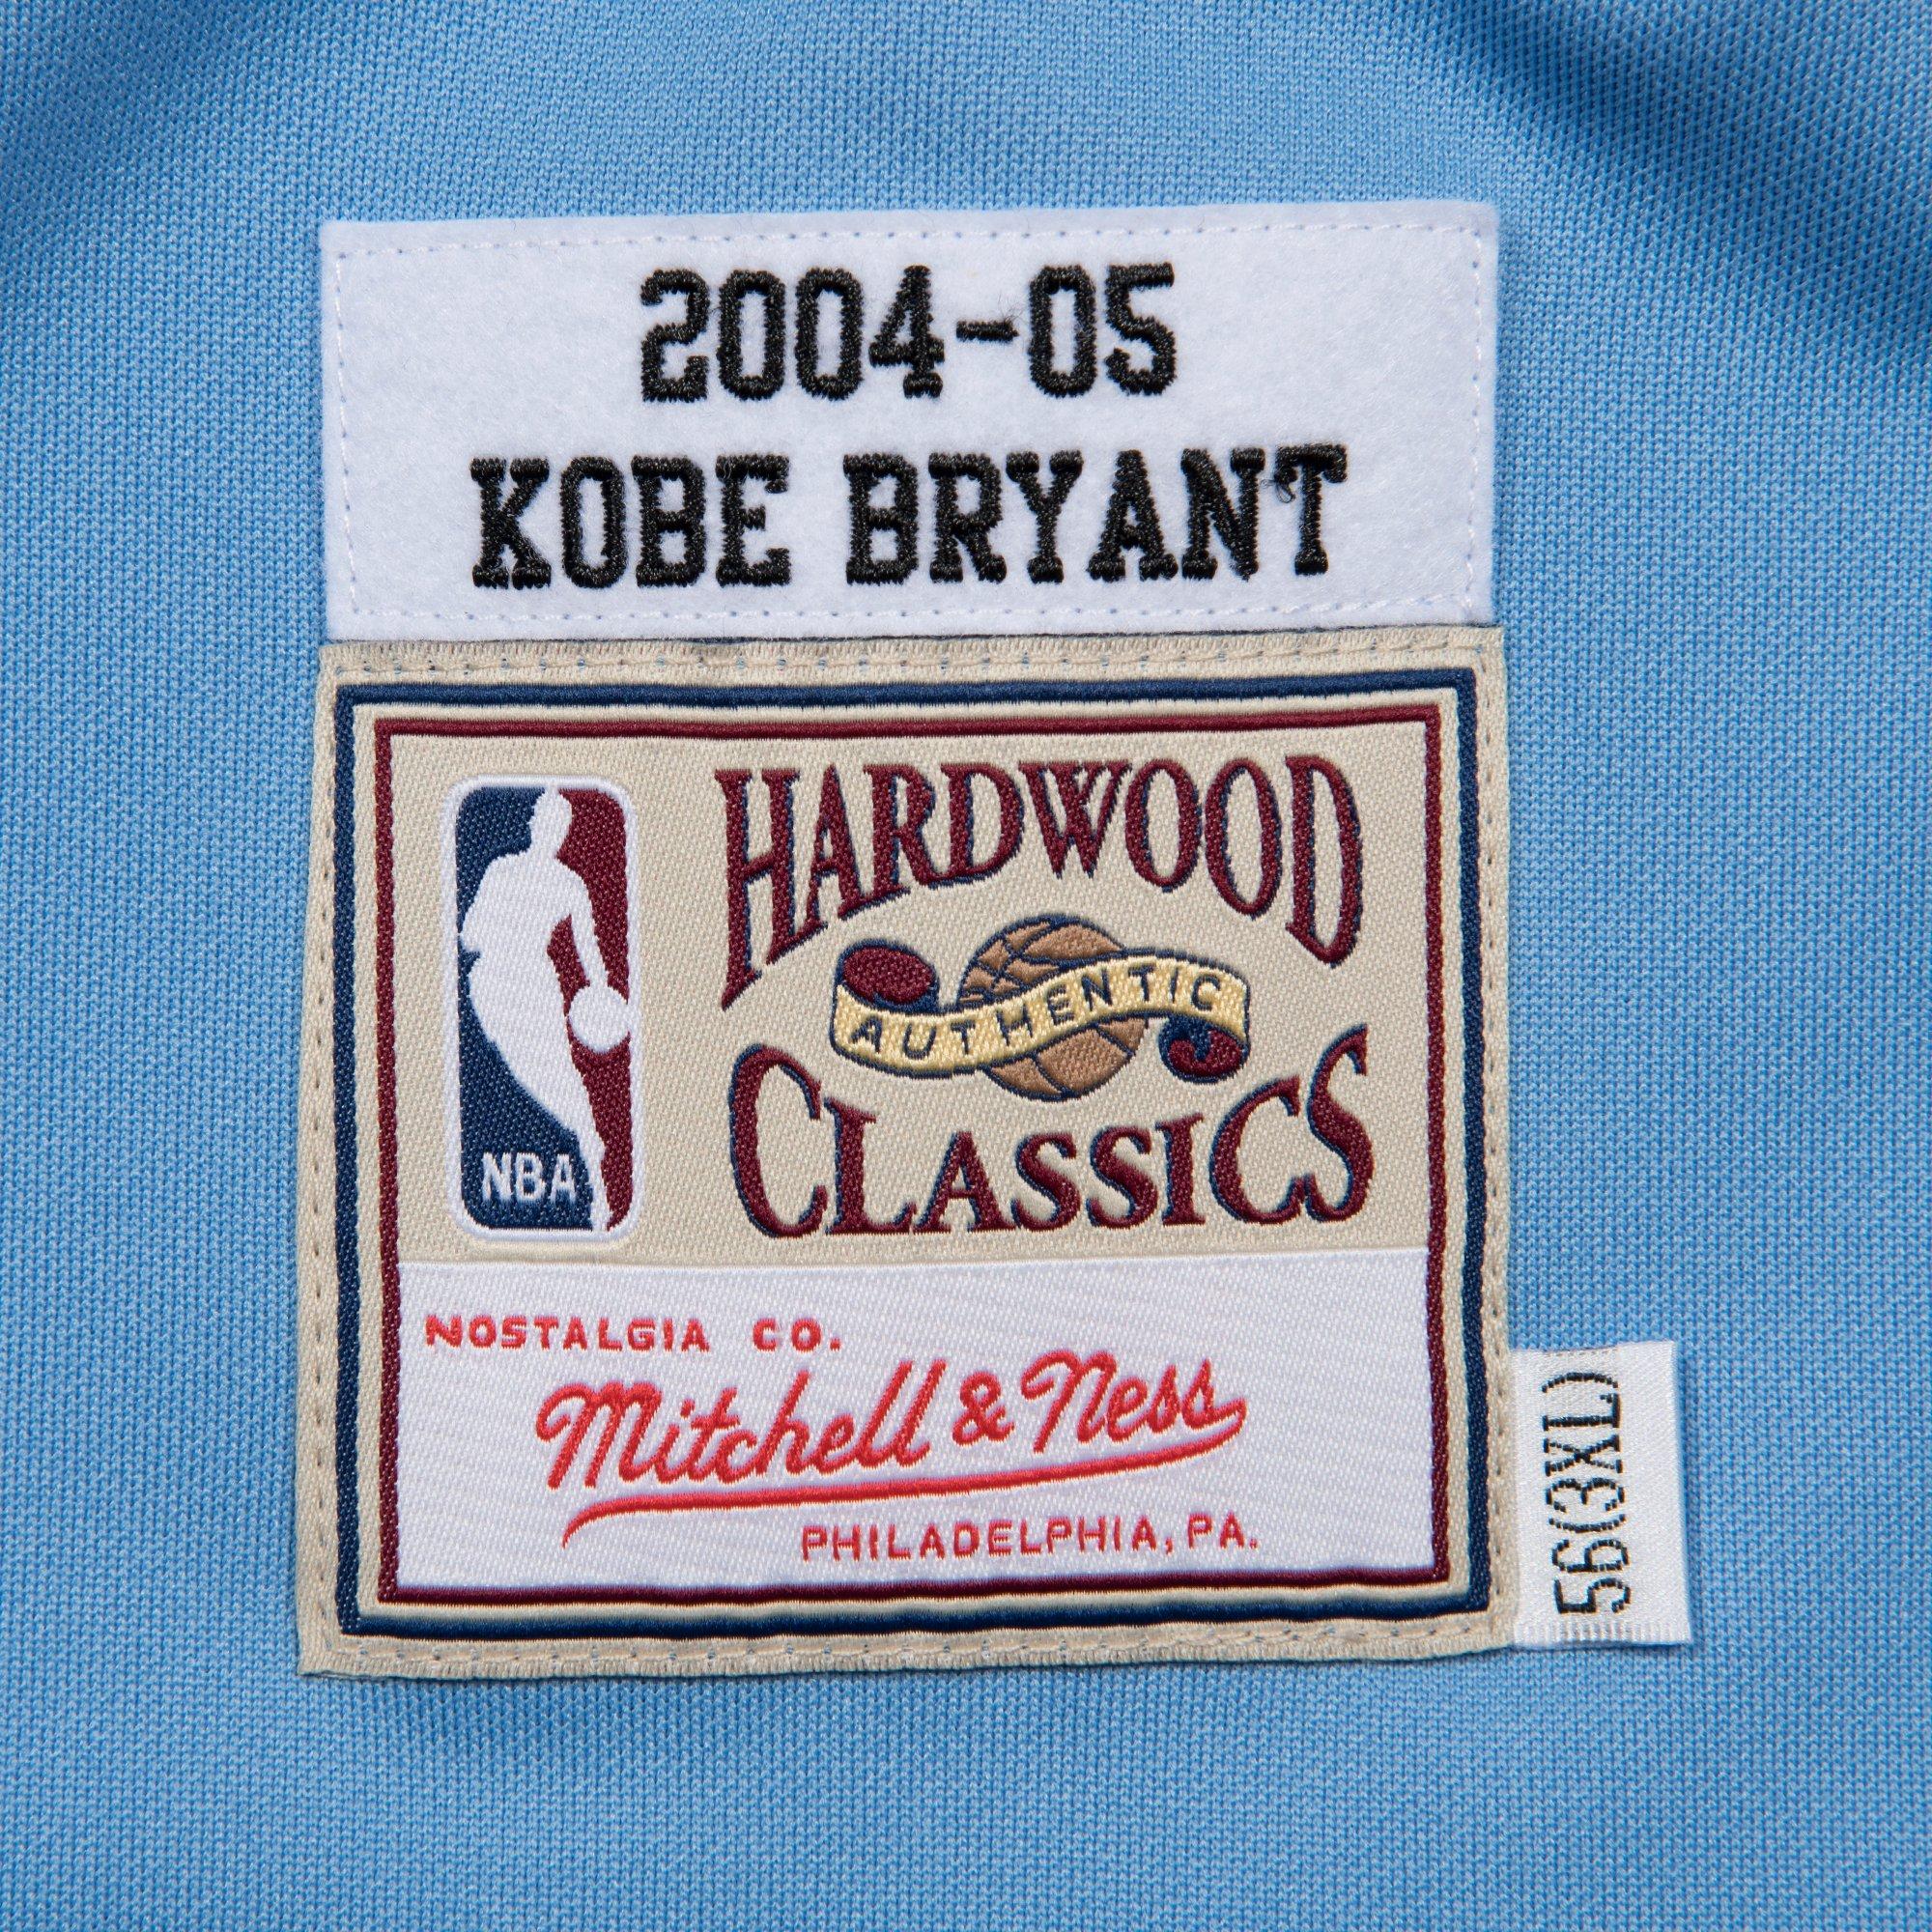 2004-05
KOBE BRYANT
NBA
HARDWOOD
AUTHENTIC
CLASSICS
NOSTALGIA CO.
Mitchell & Ness
PHILADELPHIA, PA.
56(3XL)